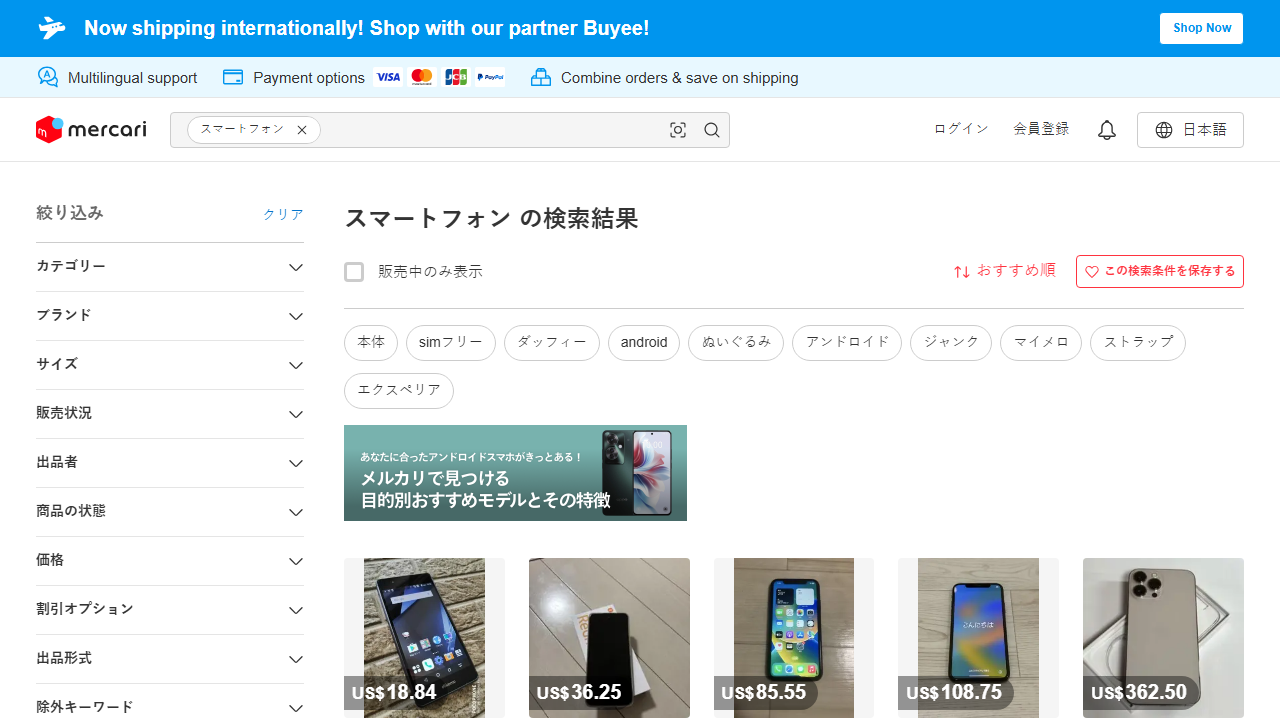 Now shipping internationally! Shop with our partner Buyee!
Shop Now
Multilingual support
Payment options
VISA
JCB
PayPal
Combine orders & save on shipping
mercari
スマートフォン
ログイン
会員登録
日本語
絞り込み
クリア
カテゴリー
ブランド
サイズ
販売状況
出品者
商品の状態
価格
割引オプション
出品形式
除外キーワード
スマートフォン の検索結果
販売中のみ表示
おすすめ順
この検索条件を保存する
本体
simフリー
ダッフィー
android
ぬいぐるみ
アンドロイド
ジャンク
マイメロ
ストラップ
エクスペリア
あなたに合ったアンドロイドスマホがきっとある！
メルカリで見つける
目的別おすすめモデルとその特徴
US$18.84
US$36.25
US$85.55
こんにちは
US$108.75
US$362.50